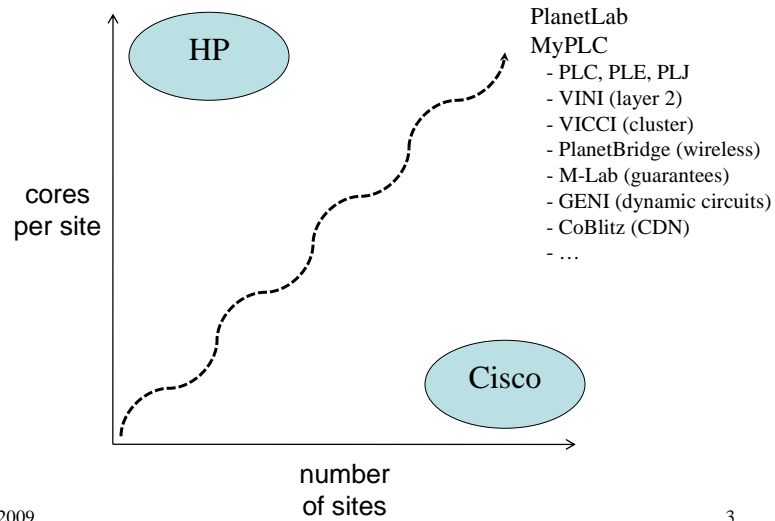 PlanetLab
MyPLC
- PLC, PLE, PLJ
- VINI (layer 2)
- VICCI (cluster)
- PlanetBridge (wireless)
- M-Lab (guarantees)
- GENI (dynamic circuits)
- CoBlitz (CDN)
- …
HP
cores
per site
Cisco
number
of sites
2009
3